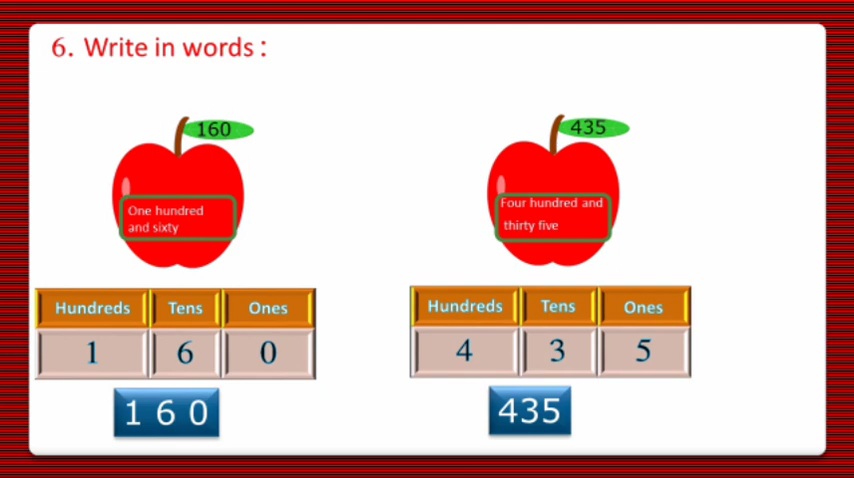 6. Write in words :
160
One hundred
and sixty
435
Four hundred and
thirty five
Hundreds Tens Ones
1 6 0
1 6 0
Hundreds Tens Ones
4 3 5
435